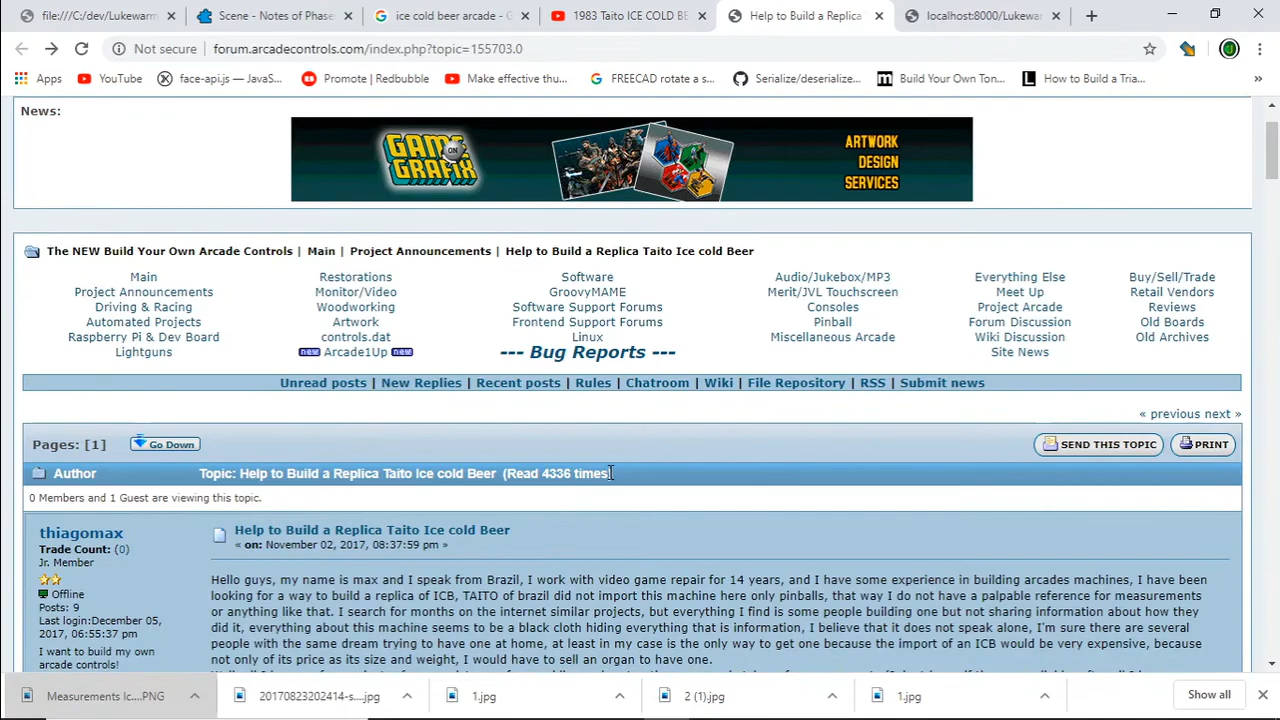 file:///C:/dev/Lukewarm
Scene - Notes of Phase
ice cold beer arcade - G
1983 Taito ICE COLD BE
Help to Build a Replica
localhost:8000/Lukewar
Not secure
forum.arcadecontrols.com/index.php?topic=155703.0
Apps
YouTube
face-api.js — JavaS...
Promote | Redbubble
Make effective thu...
FREECAD rotate a s...
Serialize/deserialize...
Build Your Own Ton...
How to Build a Tria...
»
News:
GAME GRAFIX
ON
ARTWORK
DESIGN
SERVICES
The NEW Build Your Own Arcade Controls | Main | Project Announcements | Help to Build a Replica Taito Ice cold Beer
Main Restorations Software Audio/Jukebox/MP3 Everything Else Buy/Sell/Trade
Project Announcements Monitor/Video GroovyMAME Merit/JVL Touchscreen Meet Up Retail Vendors
Driving & Racing Woodworking Software Support Forums Consoles Project Arcade Reviews
Automated Projects Artwork Frontend Support Forums Pinball Forum Discussion Old Boards
Raspberry Pi & Dev Board controls.dat Linux Miscellaneous Arcade Wiki Discussion Old Archives
Lightguns new Arcade1Up new --- Bug Reports --- Site News
Unread posts | New Replies | Recent posts | Rules | Chatroom | Wiki | File Repository | RSS | Submit news
« previous next »
Pages: [1] Go Down SEND THIS TOPIC PRINT
Author Topic: Help to Build a Replica Taito Ice cold Beer (Read 4336 times)
0 Members and 1 Guest are viewing this topic.
thiagomax
Trade Count: (0)
Jr. Member
Offline
Posts: 9
Last login:December 05,
2017, 06:55:37 pm
I want to build my own
arcade controls!
Help to Build a Replica Taito Ice cold Beer
« on: November 02, 2017, 08:37:59 pm »
Hello guys, my name is max and I speak from Brazil, I work with video game repair for 14 years, and I have some experience in building arcades machines, I have been
looking for a way to build a replica of ICB, TAITO of brazil did not import this machine here only pinballs, that way I do not have a palpable reference for measurements
or anything like that. I search for months on the internet similar projects, but everything I find is some people building one but not sharing information about how they
did it, everything about this machine seems to be a black cloth hiding everything that is information, I believe that it does not speak alone, I'm sure there are several
people with the same dream trying to have one at home, at least in my case is the only way to get one because the import of an ICB would be very expensive, because
not only of its price as its size and weight, I would have to sell an organ to have one.
Measurements Ic....PNG
20170823202414-s....jpg
1.jpg
2 (1).jpg
1.jpg
Show all